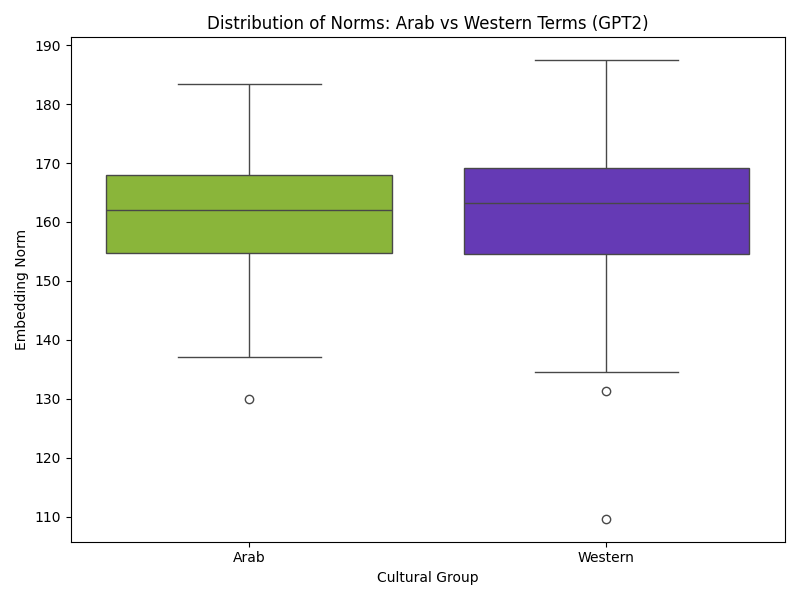 Distribution of Norms: Arab vs Western Terms (GPT2)
190
180
170
160
150
140
130
120
110
Embedding Norm
Arab
Western
Cultural Group